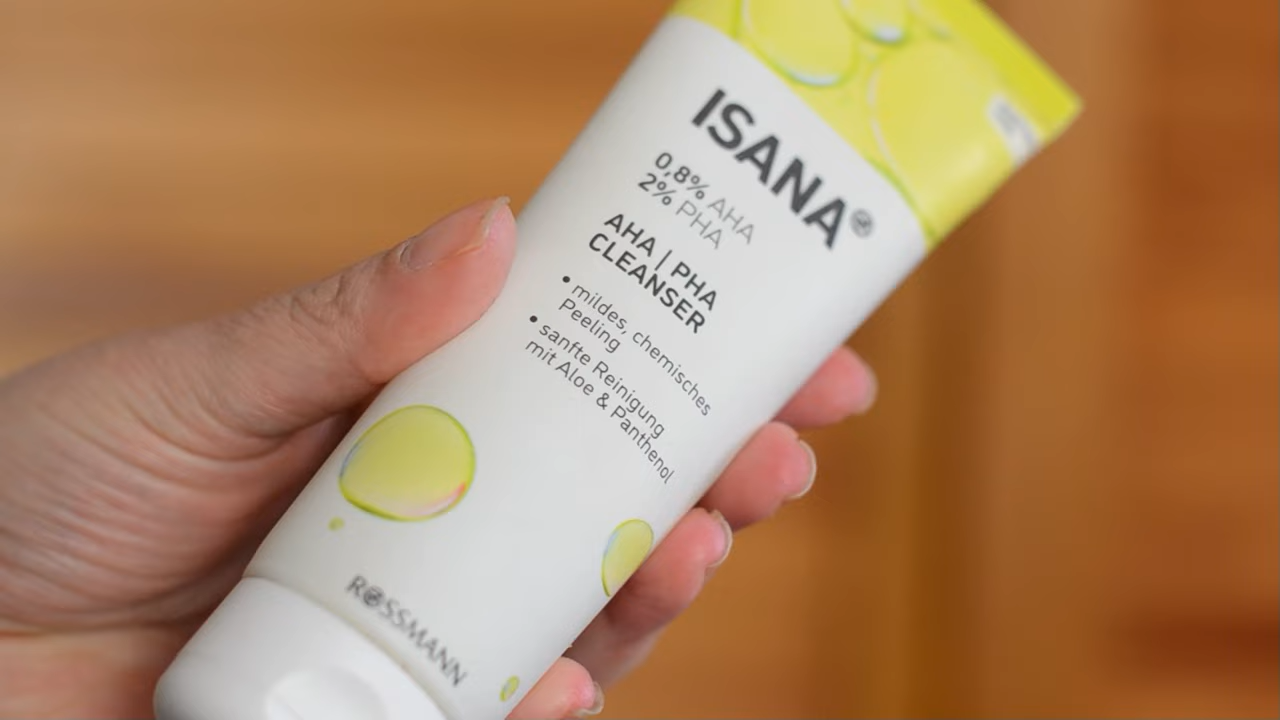 ISANA®
0,8% AHA
2% PHA
AHA | PHA
CLEANSER
• mildes, chemisches
Peeling
• sanfte Reinigung
mit Aloe & Panthenol
ROSSMANN